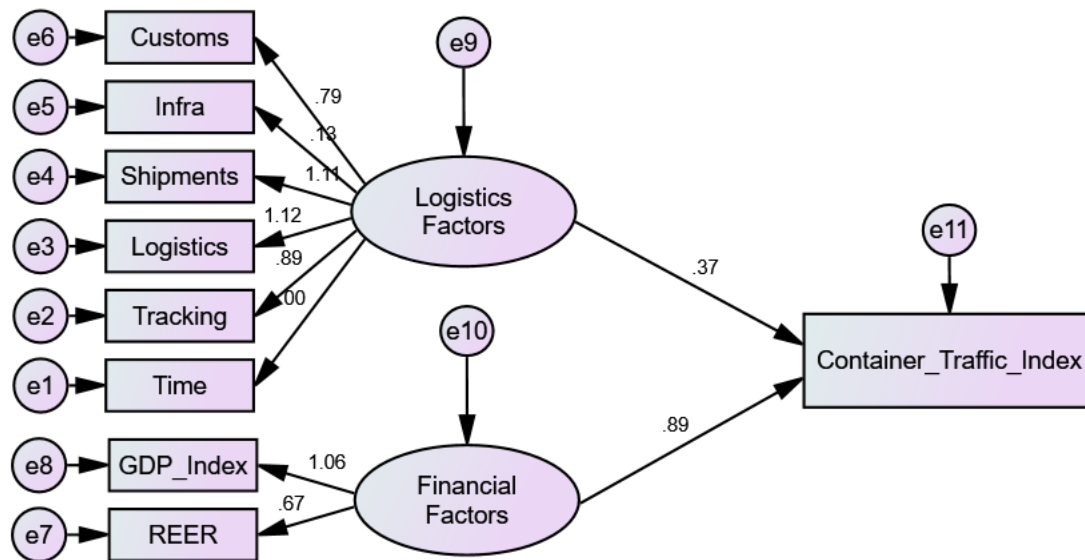 e6
Customs
e9
.79
e5
Infra
.13
e4
Shipments
1.11
Logistics
Factors
e3
Logistics
1.12
e11
.89
.37
e2
Tracking
.00
e10
Container_Traffic_Index
e1
Time
.89
e8
GDP_Index
1.06
Financial
Factors
.67
e7
REER